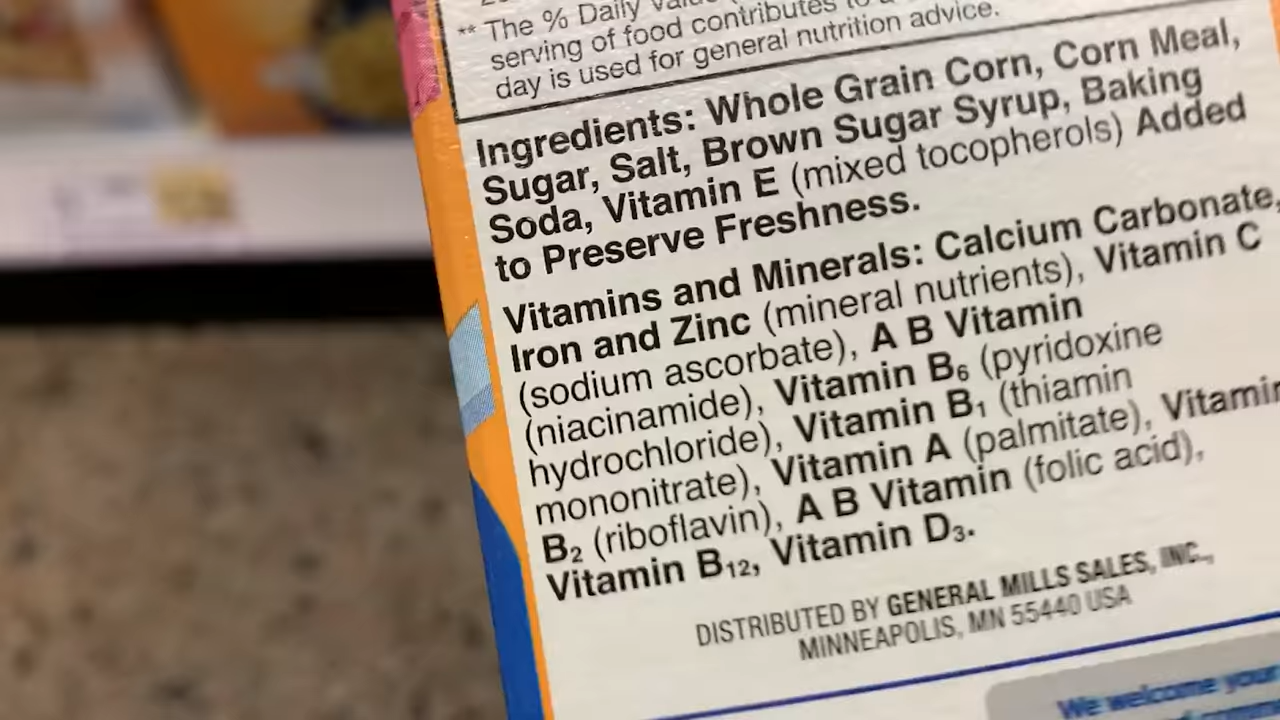 ** The % Daily Value
serving of food contributes to a
day is used for general nutrition advice.
Ingredients: Whole Grain Corn, Corn Meal,
Sugar, Salt, Brown Sugar Syrup, Baking
Soda, Vitamin E (mixed tocopherols) Added
to Preserve Freshness.
Vitamins and Minerals: Calcium Carbonate,
Iron and Zinc (mineral nutrients), Vitamin C
(sodium ascorbate), A B Vitamin
(niacinamide), Vitamin B₆ (pyridoxine
hydrochloride), Vitamin B₁ (thiamin
mononitrate), Vitamin A (palmitate), Vitamin
B₂ (riboflavin), A B Vitamin (folic acid),
Vitamin B₁₂, Vitamin D₃.
DISTRIBUTED BY GENERAL MILLS SALES, INC.,
MINNEAPOLIS, MN 55440 USA
We welcome your